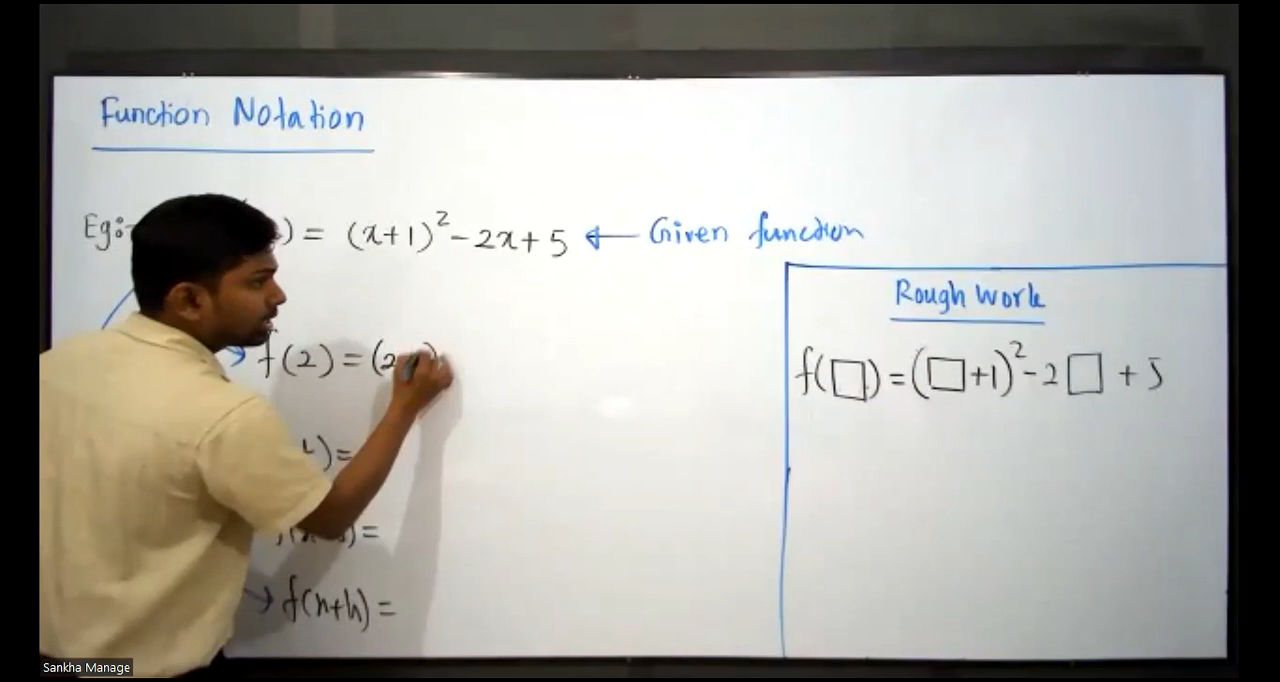 Function Notation
Eg:- ) = (x+1)² - 2x + 5 ← Given function
Rough Work
→ f(2) = (2 )
f(□) = (□+1)² - 2□ + 5
)=
)=
→ f(x+h) =
Sankha Manage